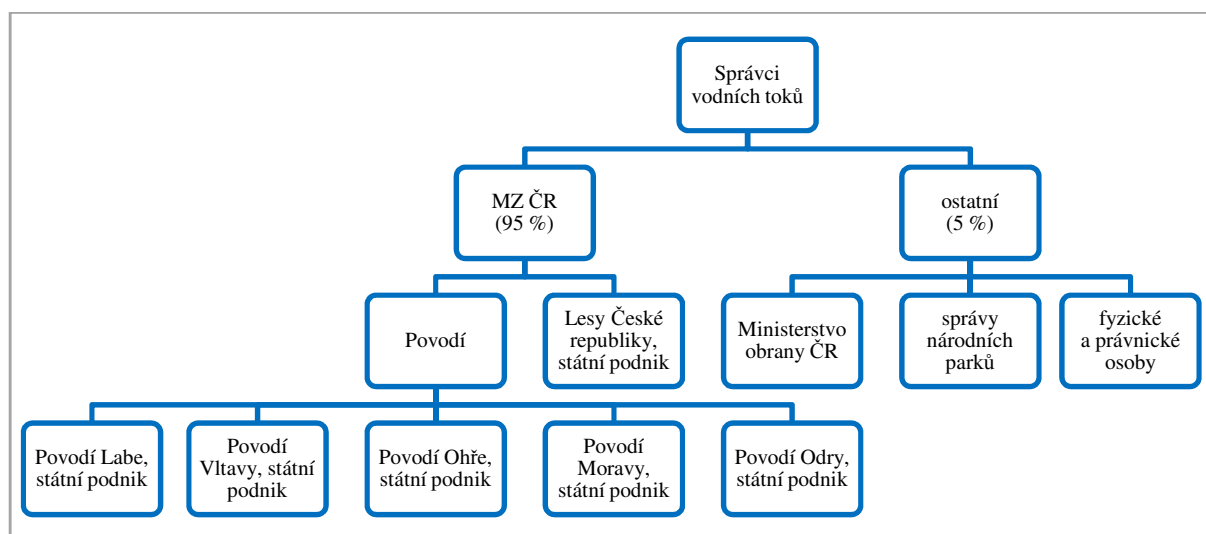 Správci
vodních toků
MZ ČR
(95 %)
ostatní
(5 %)
Povodí
Lesy České
republiky,
státní podnik
Ministerstvo
obrany ČR
správy
národních
parků
fyzické
a právnické
osoby
Povodí Labe,
státní podnik
Povodí
Vltavy, státní
podnik
Povodí Ohře,
státní podnik
Povodí
Moravy,
státní podnik
Povodí Odry,
státní podnik